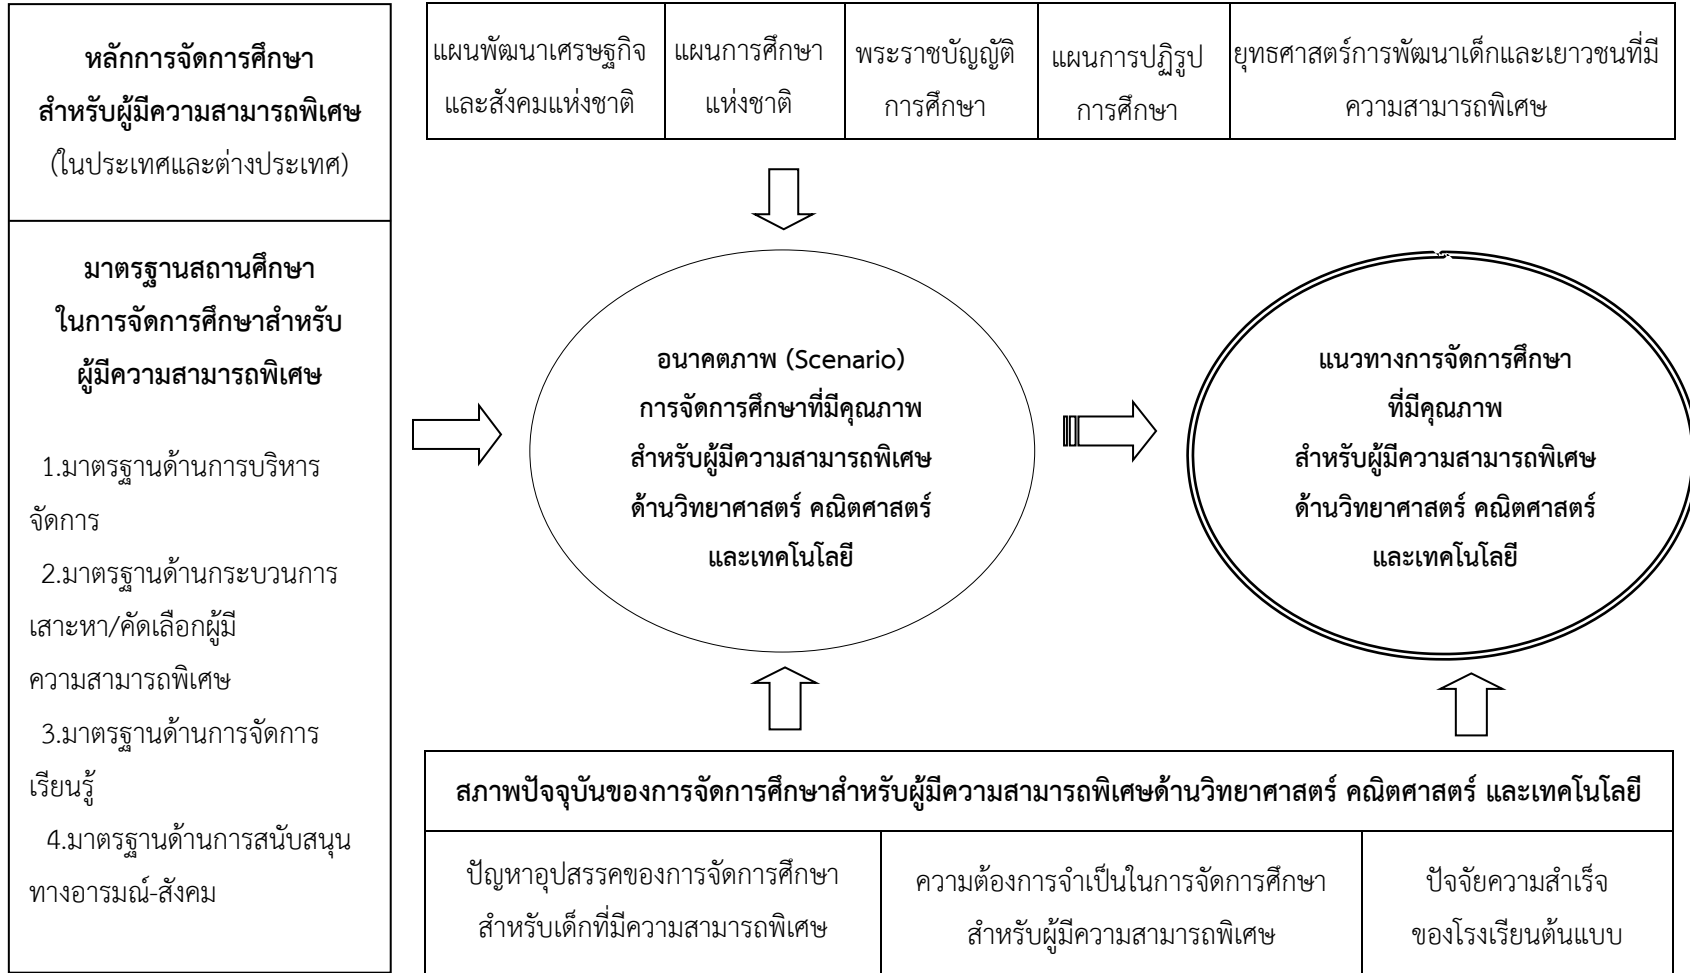 หลักการจัดการศึกษา
สำหรับผู้มีความสามารถพิเศษ
(ในประเทศและต่างประเทศ)
มาตรฐานสถานศึกษา
ในการจัดการศึกษาสำหรับ
ผู้มีความสามารถพิเศษ
1.มาตรฐานด้านการบริหาร
จัดการ
2.มาตรฐานด้านกระบวนการ
เสาะหา/คัดเลือกผู้มี
ความสามารถพิเศษ
3.มาตรฐานด้านการจัดการ
เรียนรู้
4.มาตรฐานด้านการสนับสนุน
ทางอารมณ์-สังคม
แผนพัฒนาเศรษฐกิจ
และสังคมแห่งชาติ
แผนการศึกษา
แห่งชาติ
พระราชบัญญัติ
การศึกษา
แผนการปฏิรูป
การศึกษา
ยุทธศาสตร์การพัฒนาเด็กและเยาวชนที่มี
ความสามารถพิเศษ
อนาคตภาพ (Scenario)
การจัดการศึกษาที่มีคุณภาพ
สำหรับผู้มีความสามารถพิเศษ
ด้านวิทยาศาสตร์ คณิตศาสตร์
และเทคโนโลยี
แนวทางการจัดการศึกษา
ที่มีคุณภาพ
สำหรับผู้มีความสามารถพิเศษ
ด้านวิทยาศาสตร์ คณิตศาสตร์
และเทคโนโลยี
สภาพปัจจุบันของการจัดการศึกษาสำหรับผู้มีความสามารถพิเศษด้านวิทยาศาสตร์ คณิตศาสตร์ และเทคโนโลยี
ปัญหาอุปสรรคของการจัดการศึกษา
สำหรับเด็กที่มีความสามารถพิเศษ
ความต้องการจำเป็นในการจัดการศึกษา
สำหรับผู้มีความสามารถพิเศษ
ปัจจัยความสำเร็จ
ของโรงเรียนต้นแบบ